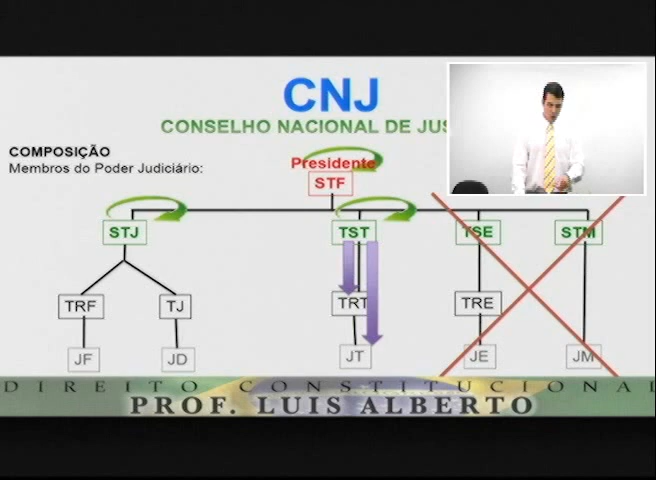 CNJ
CONSELHO NACIONAL DE JUS
COMPOSIÇÃO
Membros do Poder Judiciário:
Presidente
STF
STJ TST TSE STM
TRF TJ TRT TRE
JF JD JT JE JM
DIREITO CONSTITUCIONAL
PROF. LUIS ALBERTO